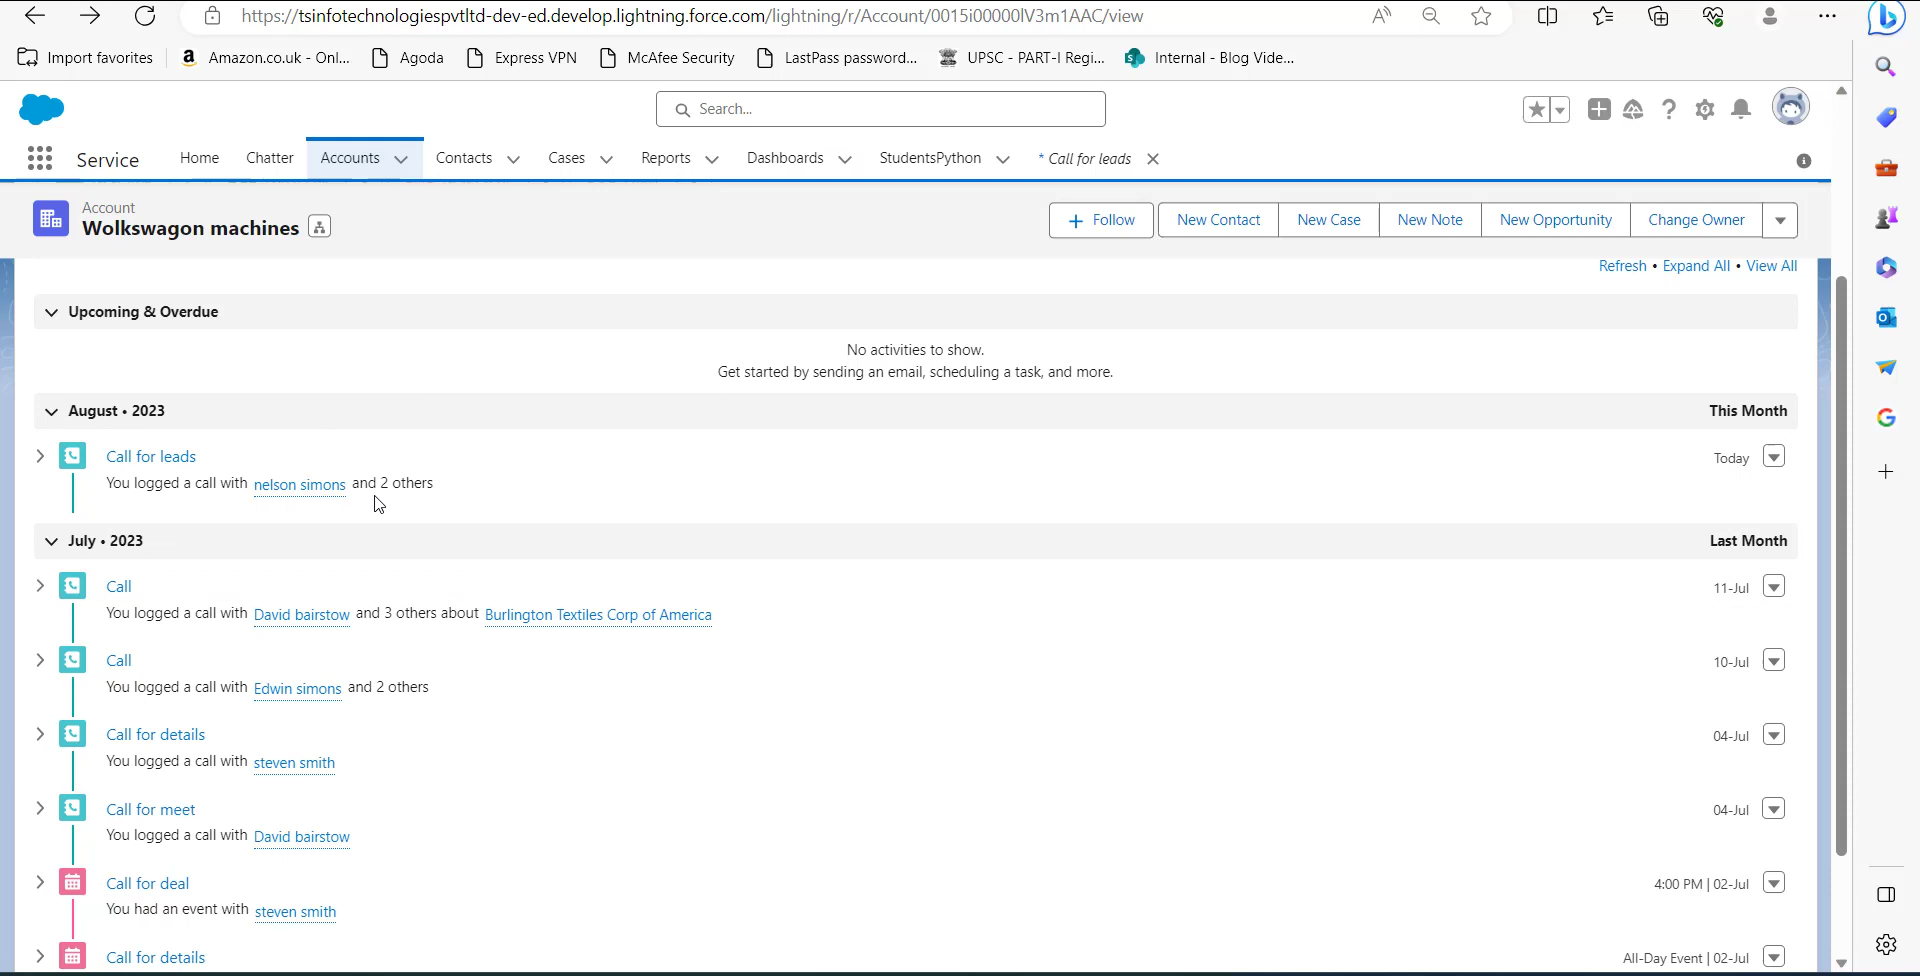 https://tsinfotechnologiespvtltd-dev-ed.develop.lightning.force.com/lightning/r/Account/0015i00000lV3m1AAC/view
Import favorites
Amazon.co.uk - Onl...
Agoda
Express VPN
McAfee Security
LastPass password...
UPSC - PART-I Regi...
Internal - Blog Vide...
Search...
Service
Home
Chatter
Accounts
Contacts
Cases
Reports
Dashboards
StudentsPython
* Call for leads
Account
Wolkswagon machines
Follow
New Contact
New Case
New Note
New Opportunity
Change Owner
Refresh • Expand All • View All
Upcoming & Overdue
No activities to show.
Get started by sending an email, scheduling a task, and more.
August • 2023
This Month
Call for leads
Today
You logged a call with nelson simons and 2 others
July • 2023
Last Month
Call
11-Jul
You logged a call with David bairstow and 3 others about Burlington Textiles Corp of America
Call
10-Jul
You logged a call with Edwin simons and 2 others
Call for details
04-Jul
You logged a call with steven smith
Call for meet
04-Jul
You logged a call with David bairstow
Call for deal
4:00 PM | 02-Jul
You had an event with steven smith
Call for details
All-Day Event | 02-Jul